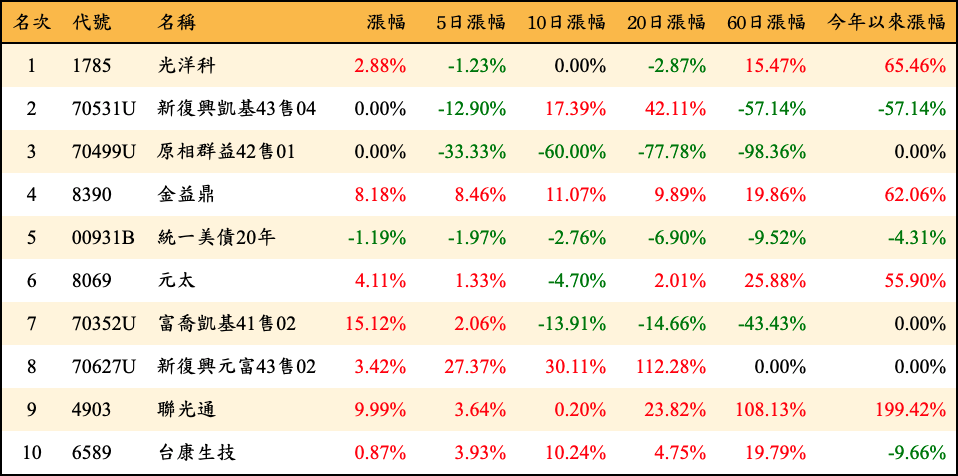 名次 代號 名稱 漲幅 5日漲幅 10日漲幅 20日漲幅 60日漲幅 今年以來漲幅
1 1785 光洋科 2.88% -1.23% 0.00% -2.87% 15.47% 65.46%
2 70531U 新復興凱基43售04 0.00% -12.90% 17.39% 42.11% -57.14% -57.14%
3 70499U 原相群益42售01 0.00% -33.33% -60.00% -77.78% -98.36% 0.00%
4 8390 金益鼎 8.18% 8.46% 11.07% 9.89% 19.86% 62.06%
5 00931B 統一美債20年 -1.19% -1.97% -2.76% -6.90% -9.52% -4.31%
6 8069 元太 4.11% 1.33% -4.70% 2.01% 25.88% 55.90%
7 70352U 富喬凱基41售02 15.12% 2.06% -13.91% -14.66% -43.43% 0.00%
8 70627U 新復興元富43售02 3.42% 27.37% 30.11% 112.28% 0.00% 0.00%
9 4903 聯光通 9.99% 3.64% 0.20% 23.82% 108.13% 199.42%
10 6589 台康生技 0.87% 3.93% 10.24% 4.75% 19.79% -9.66%